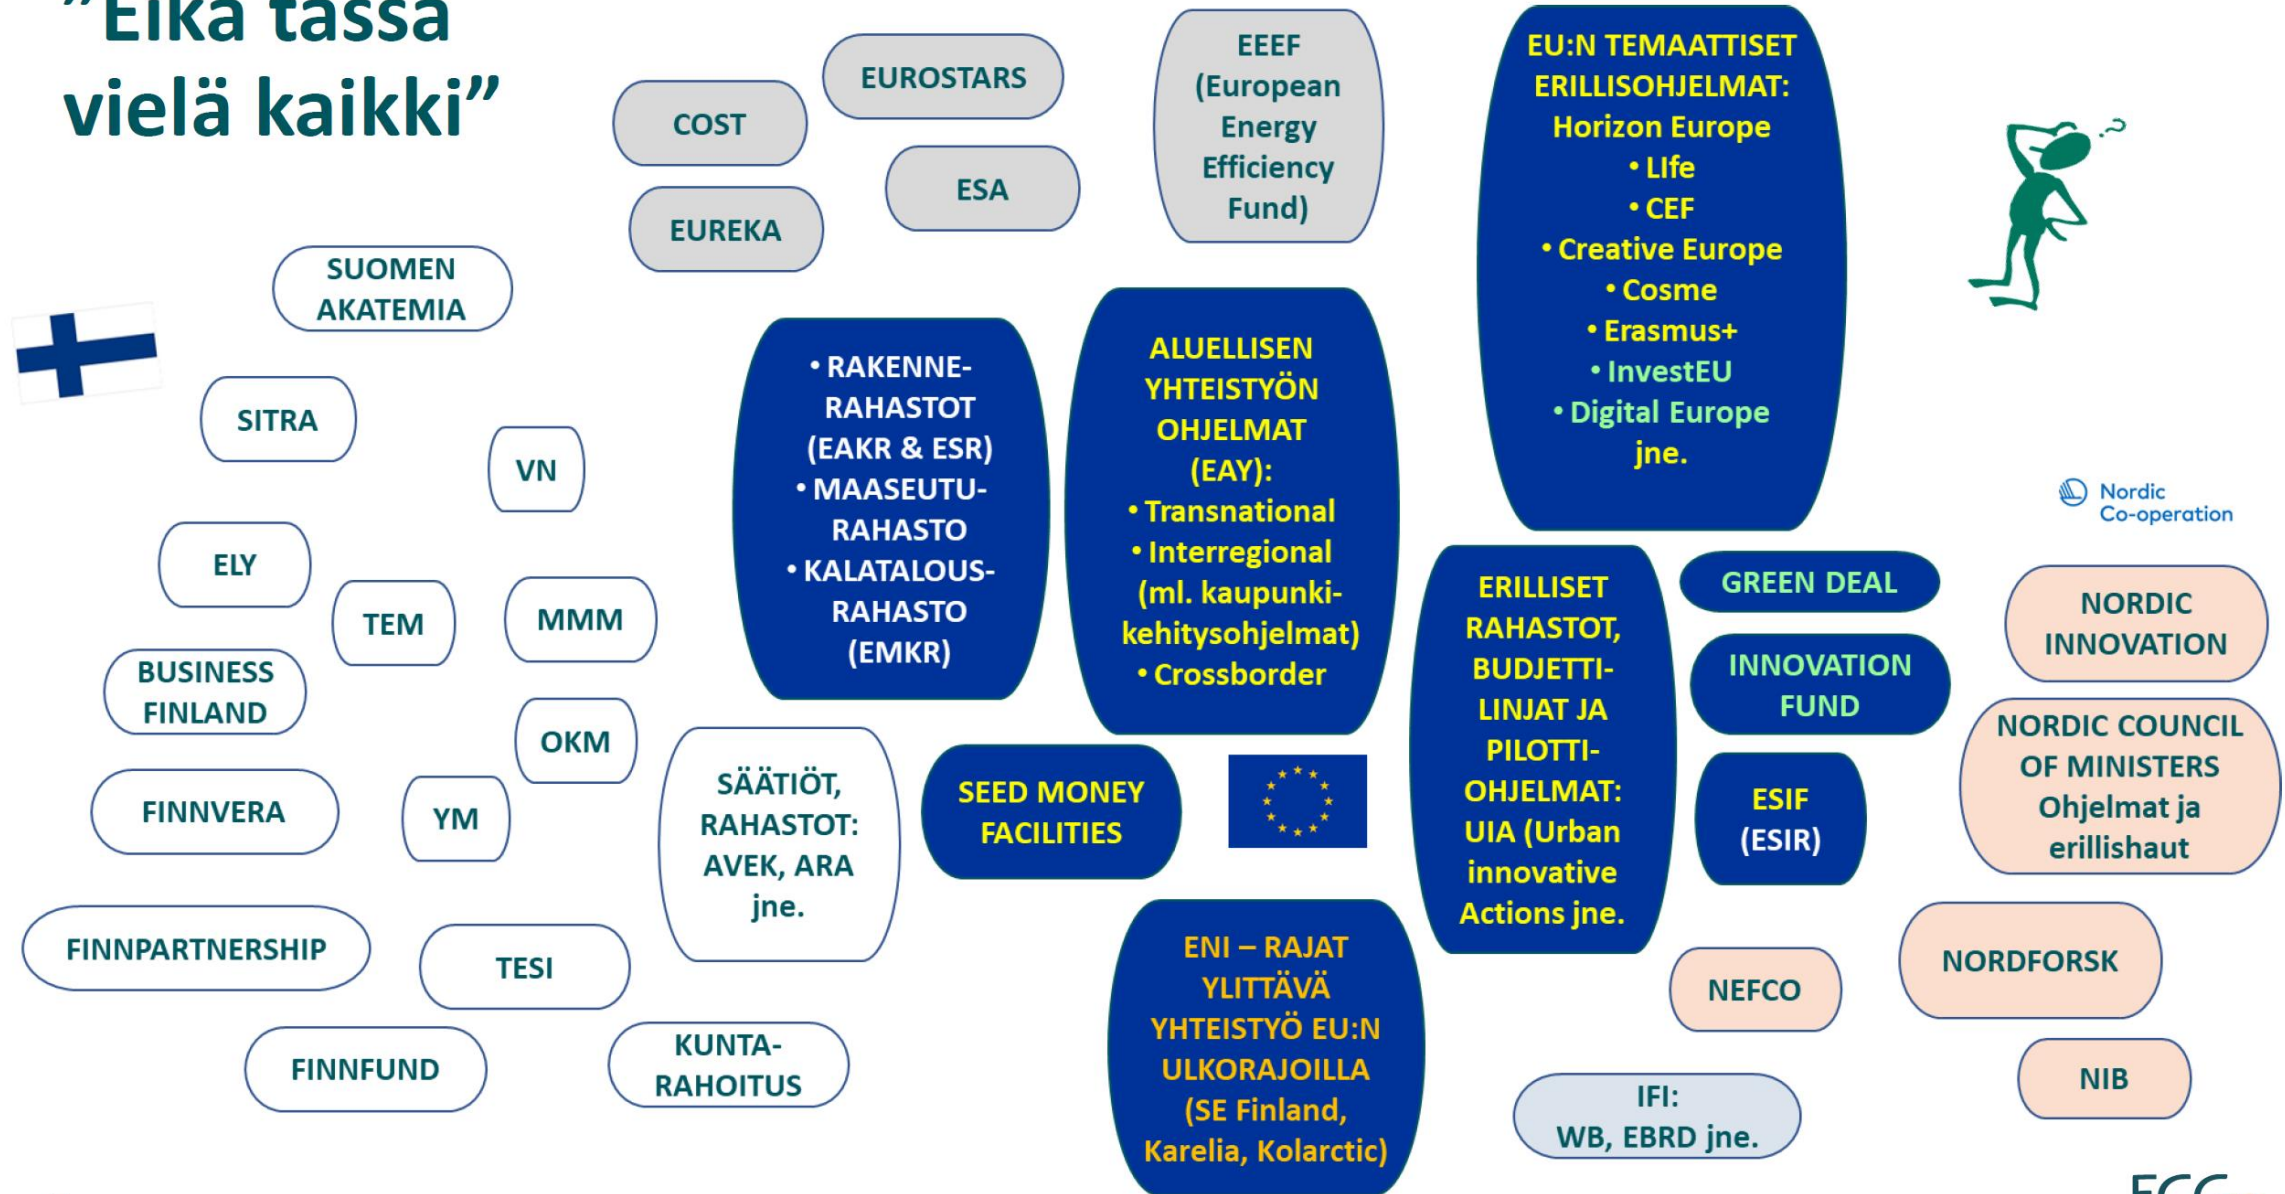 ”Eikä tässä
vielä kaikki”
COST
EUROSTARS
EUREKA
ESA
EEEF
(European
Energy
Efficiency
Fund)
EU:N TEMAATTISET
ERILLISOHJELMAT:
Horizon Europe
• LIfe
• CEF
• Creative Europe
• Cosme
• Erasmus+
• InvestEU
• Digital Europe
jne.
SUOMEN
AKATEMIA
SITRA
VN
ELY
TEM
MMM
BUSINESS
FINLAND
OKM
FINNVERA
YM
FINNPARTNERSHIP
TESI
FINNFUND
KUNTA-
RAHOITUS
SÄÄTIÖT,
RAHASTOT:
AVEK, ARA
jne.
• RAKENNE-
RAHASTOT
(EAKR & ESR)
• MAASEUTU-
RAHASTO
• KALATALOUS-
RAHASTO
(EMKR)
ALUELLISEN
YHTEISTYÖN
OHJELMAT
(EAY):
• Transnational
• Interregional
(ml. kaupunki-
kehitysohjelmat)
• Crossborder
SEED MONEY
FACILITIES
ENI – RAJAT
YLITTÄVÄ
YHTEISTYÖ EU:N
ULKORAJOILLA
(SE Finland,
Karelia, Kolarctic)
ERILLISET
RAHASTOT,
BUDJETTI-
LINJAT JA
PILOTTI-
OHJELMAT:
UIA (Urban
innovative
Actions jne.
GREEN DEAL
INNOVATION
FUND
ESIF
(ESIR)
Nordic
Co-operation
NORDIC
INNOVATION
NORDIC COUNCIL
OF MINISTERS
Ohjelmat ja
erillishaut
NORDFORSK
NEFCO
NIB
IFI:
WB, EBRD jne.